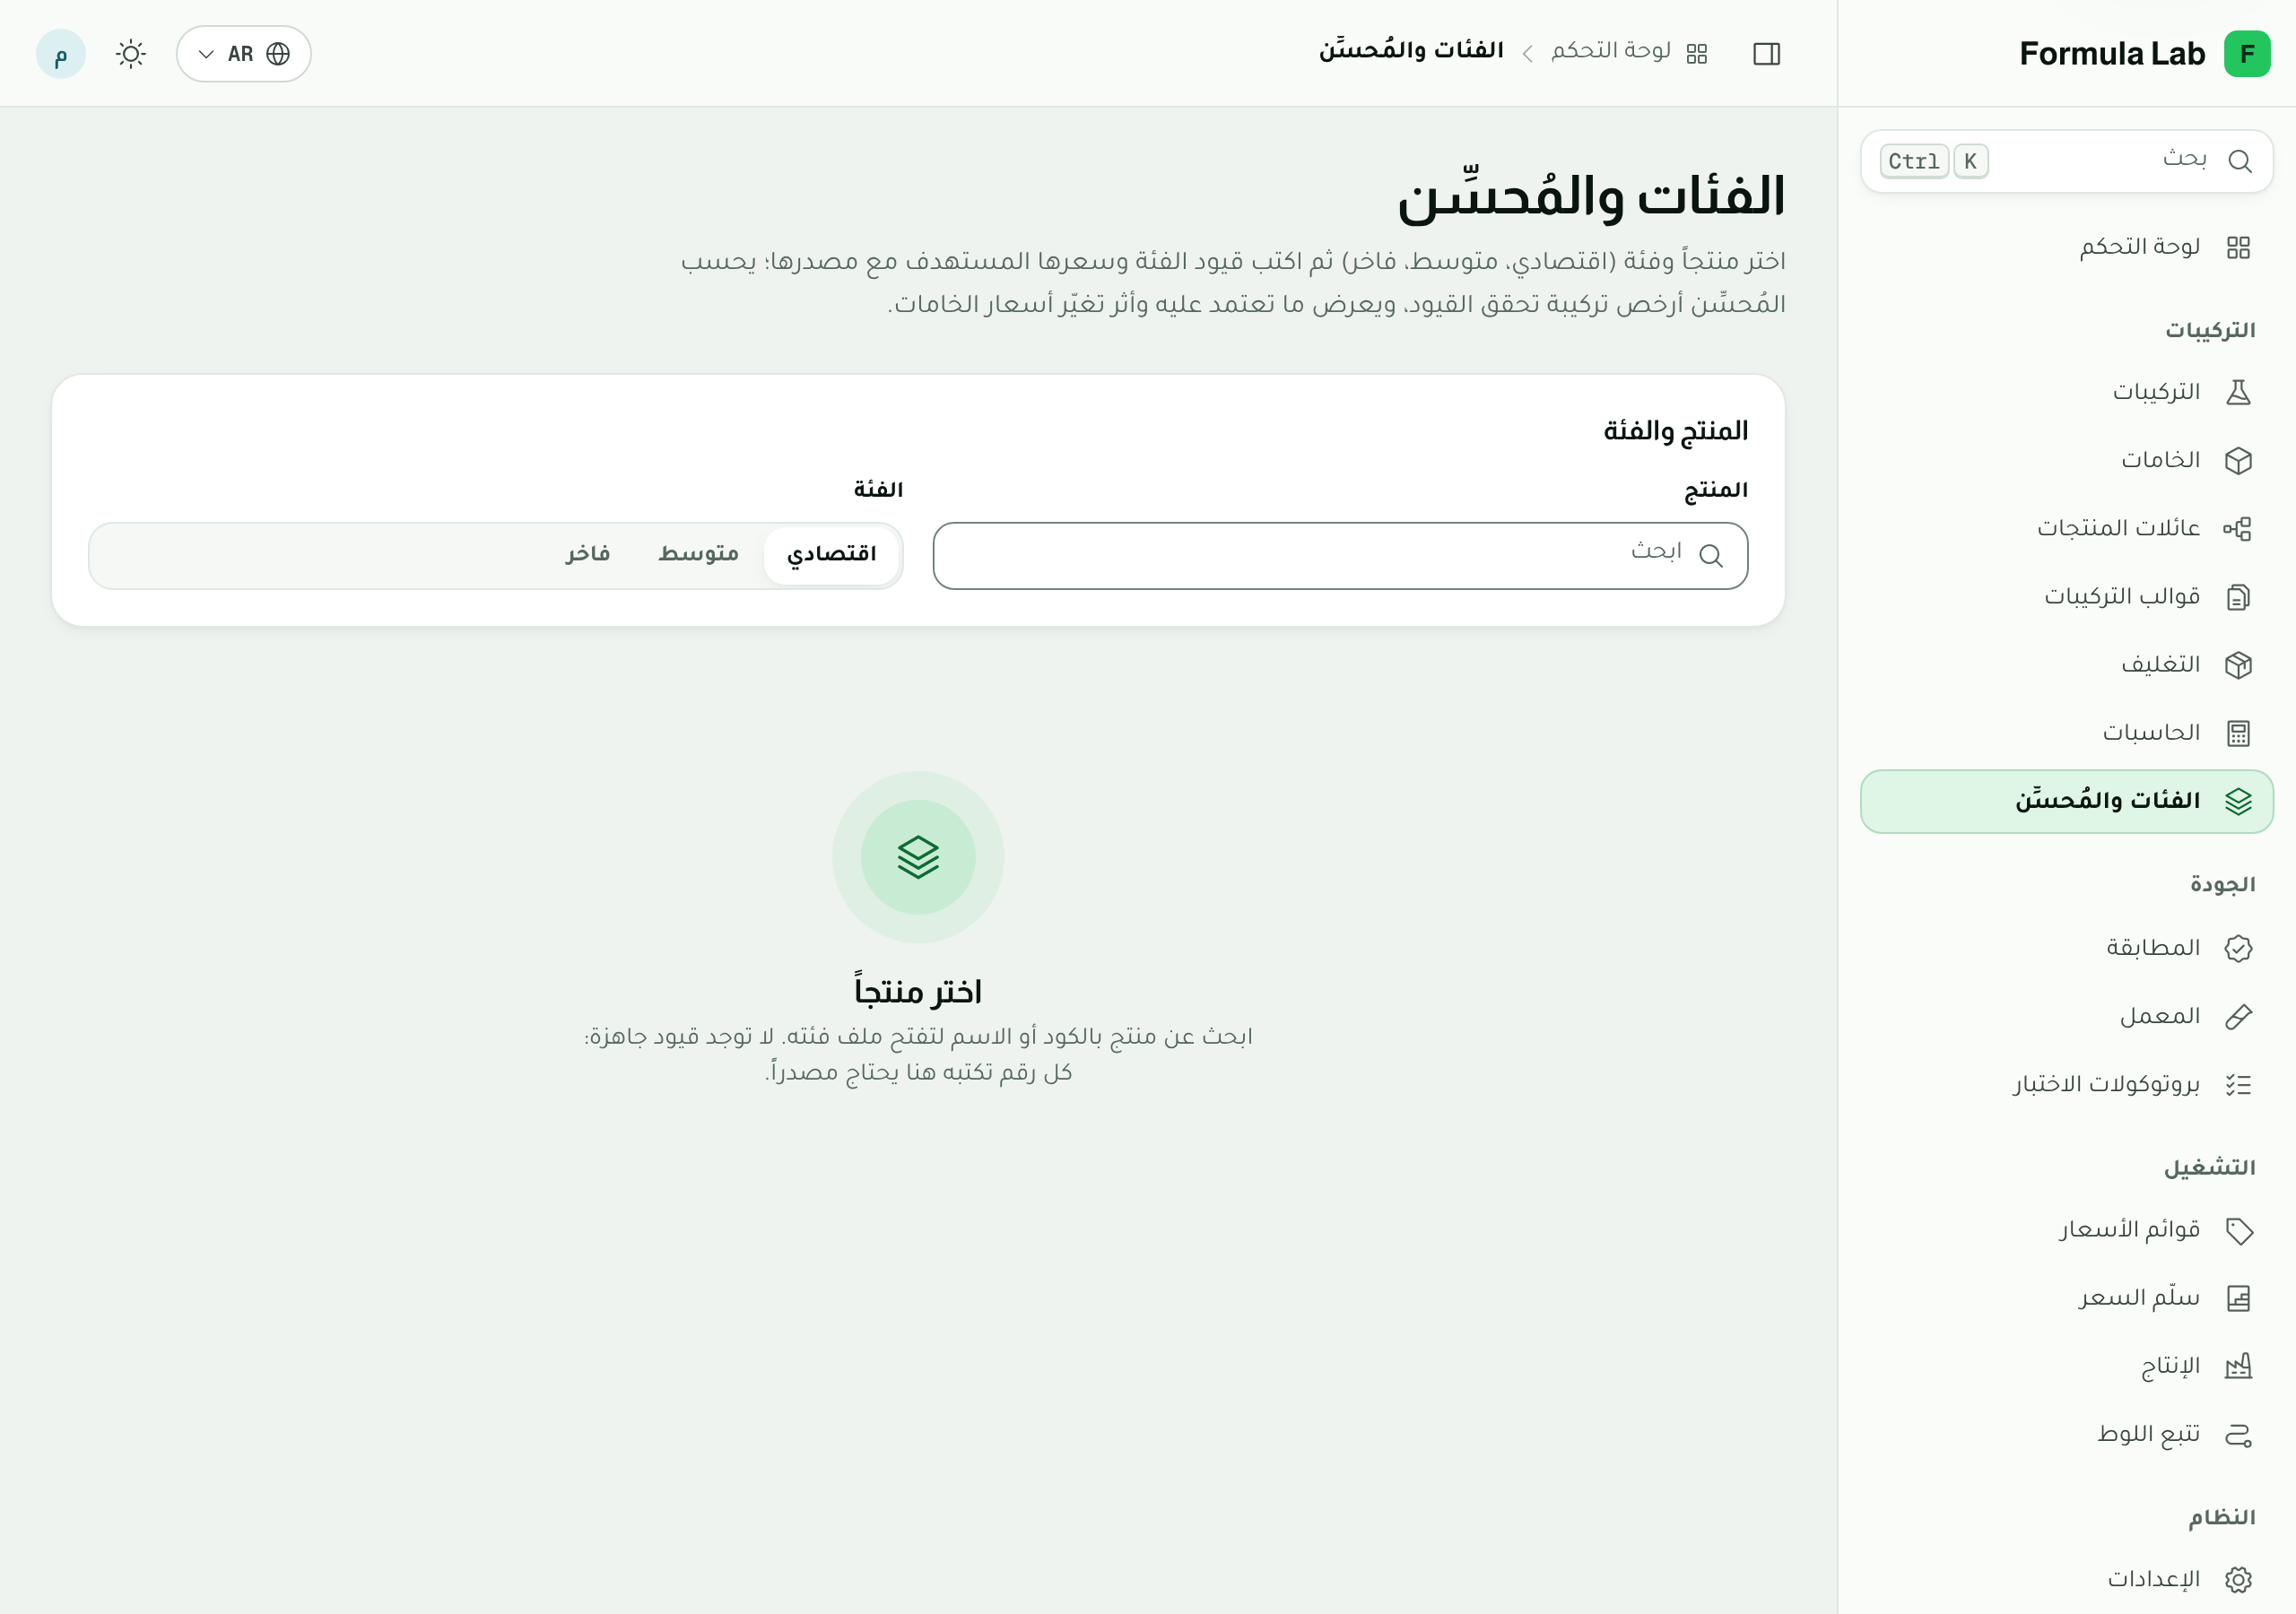 Formula Lab
F
بحث
Ctrl K
لوحة التحكم
التركيبات
التركيبات
الخامات
عائلات المنتجات
قوالب التركيبات
التغليف
الحاسبات
الفئات والمُحسِّن
الجودة
المطابقة
المعمل
بروتوكولات الاختبار
التشغيل
قوائم الأسعار
سلّم السعر
الإنتاج
تتبع اللوط
النظام
الإعدادات
لوحة التحكم
الفئات والمُحسِّن
AR
م
الفئات والمُحسِّن
اختر منتجاً وفئة (اقتصادي، متوسط، فاخر) ثم اكتب قيود الفئة وسعرها المستهدف مع مصدرها؛ يحسب
المُحسِّن أرخص تركيبة تحقق القيود، ويعرض ما تعتمد عليه وأثر تغيّر أسعار الخامات.
المنتج والفئة
المنتج
ابحث
الفئة
اقتصادي
متوسط
فاخر
اختر منتجاً
ابحث عن منتج بالكود أو الاسم لتفتح ملف فئته. لا توجد قيود جاهزة:
كل رقم تكتبه هنا يحتاج مصدراً.